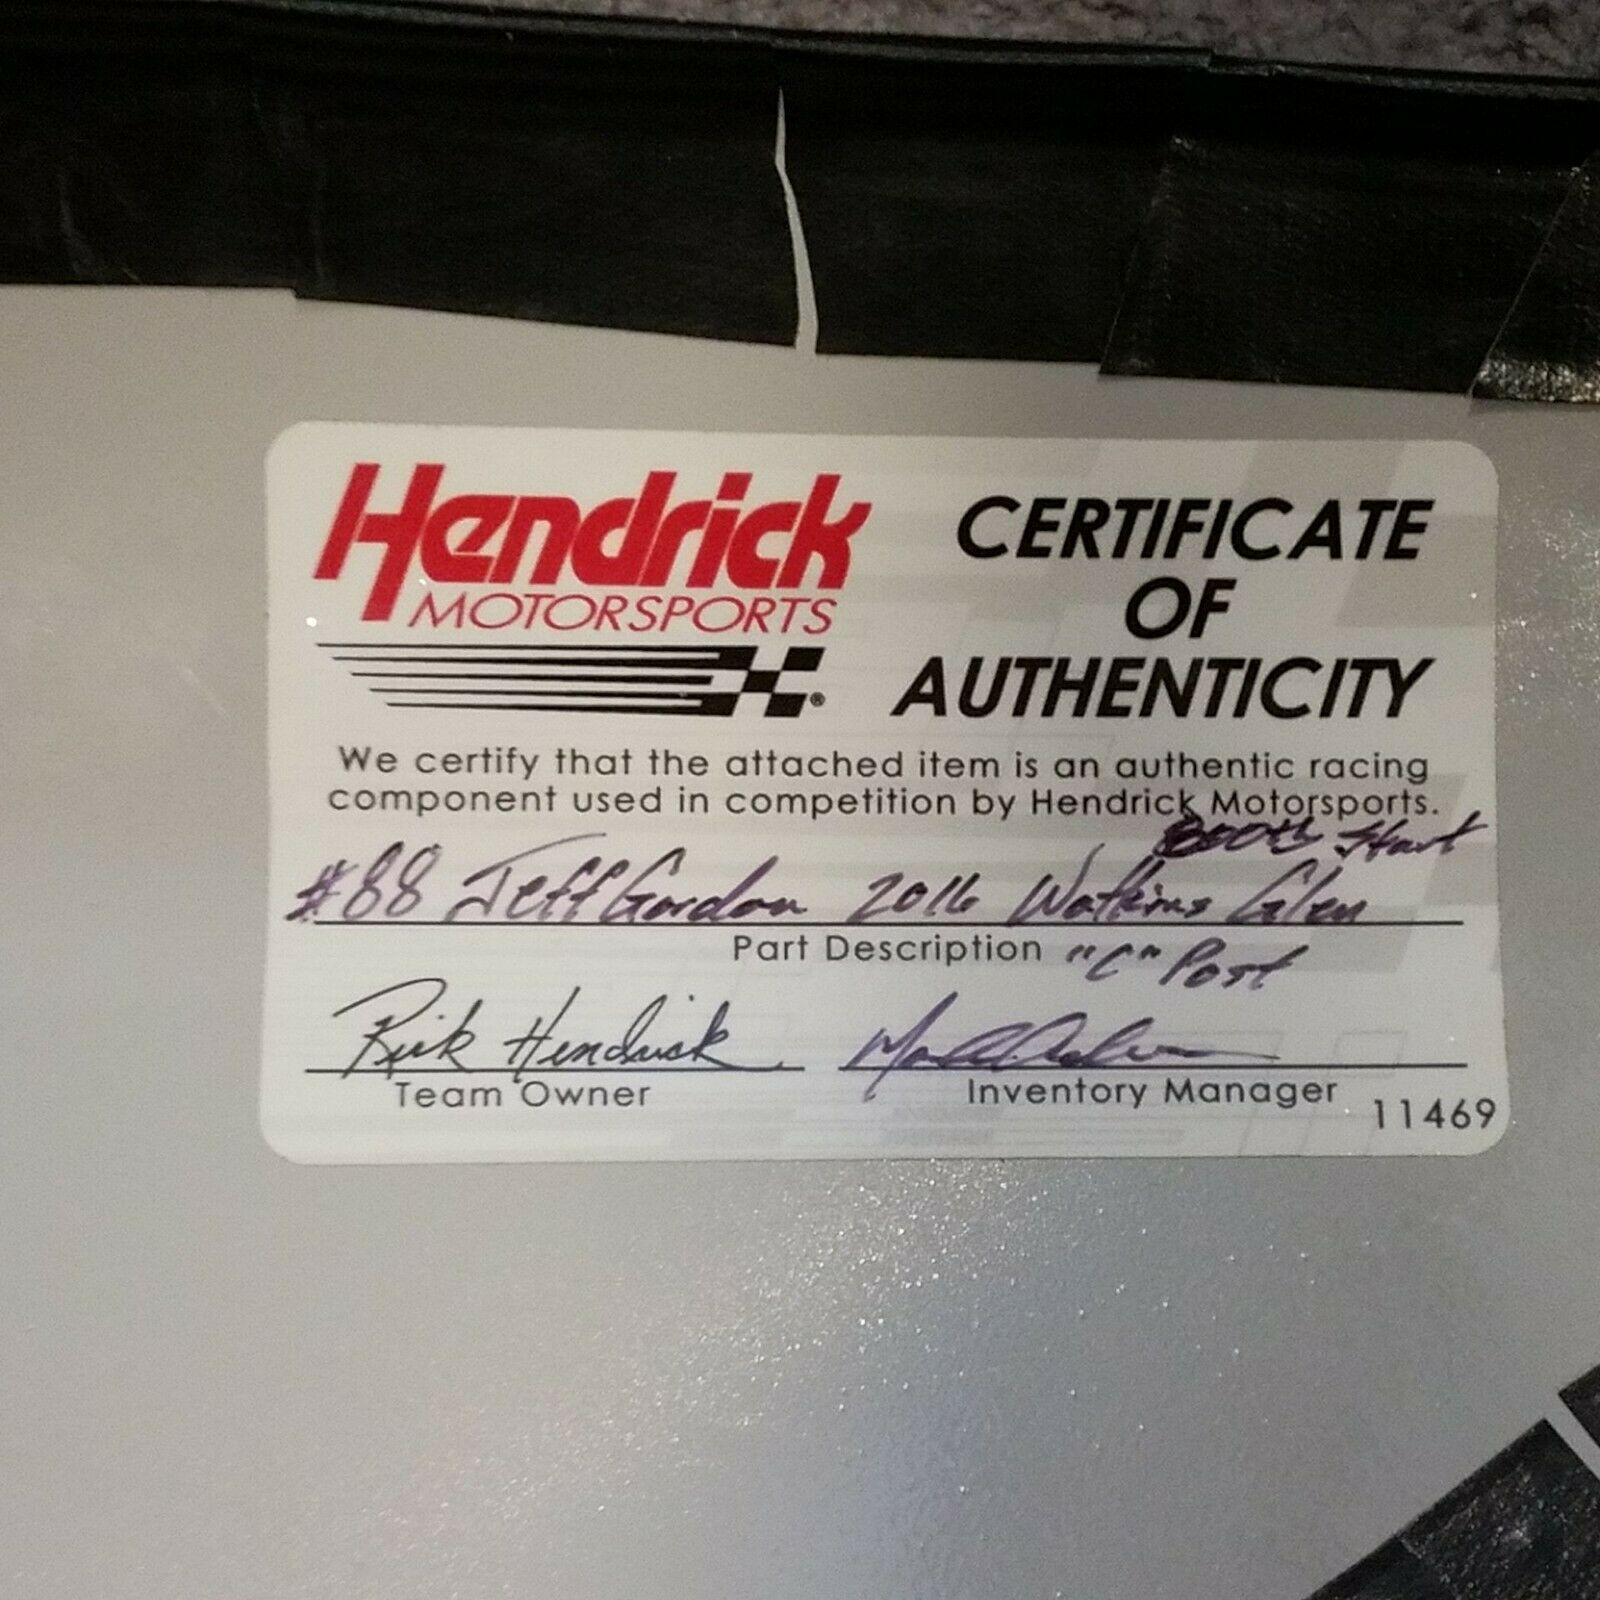 Hendrick
MOTORSPORTS
®
CERTIFICATE
OF
AUTHENTICITY
We certify that the attached item is an authentic racing
component used in competition by Hendrick Motorsports.
800th Start
#88 Jeff Gordon 2016 Watkins Glen
Part Description "C" Post
Rick Hendrick
Team Owner
Inventory Manager
11469